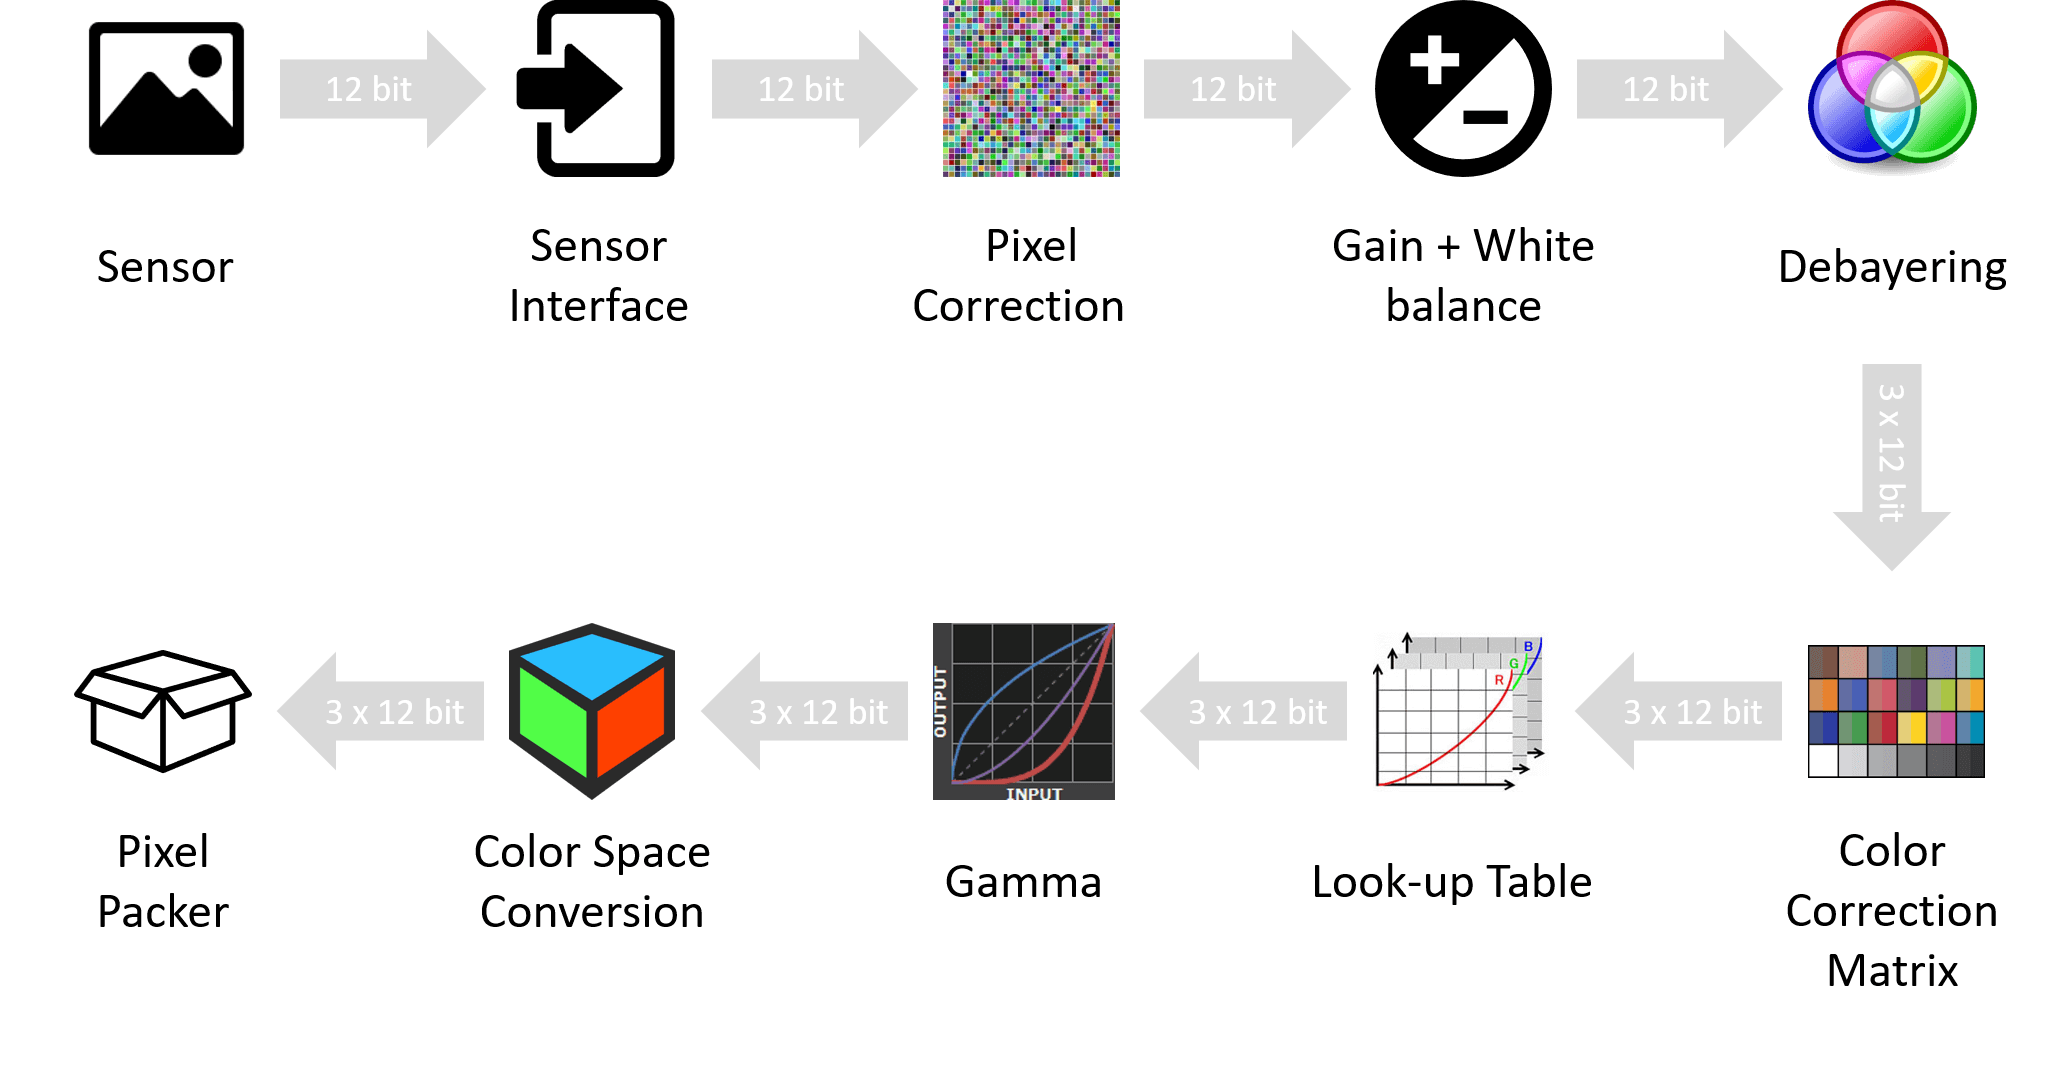 12 bit
12 bit
12 bit
12 bit
Sensor
Sensor
Interface
Pixel
Correction
Gain + White
balance
Debayering
3 x 12 bit
3 x 12 bit
3 x 12 bit
OUTPUT
INPUT
3 x 12 bit
R
G
B
3 x 12 bit
Pixel
Packer
Color Space
Conversion
Gamma
Look-up Table
Color
Correction
Matrix